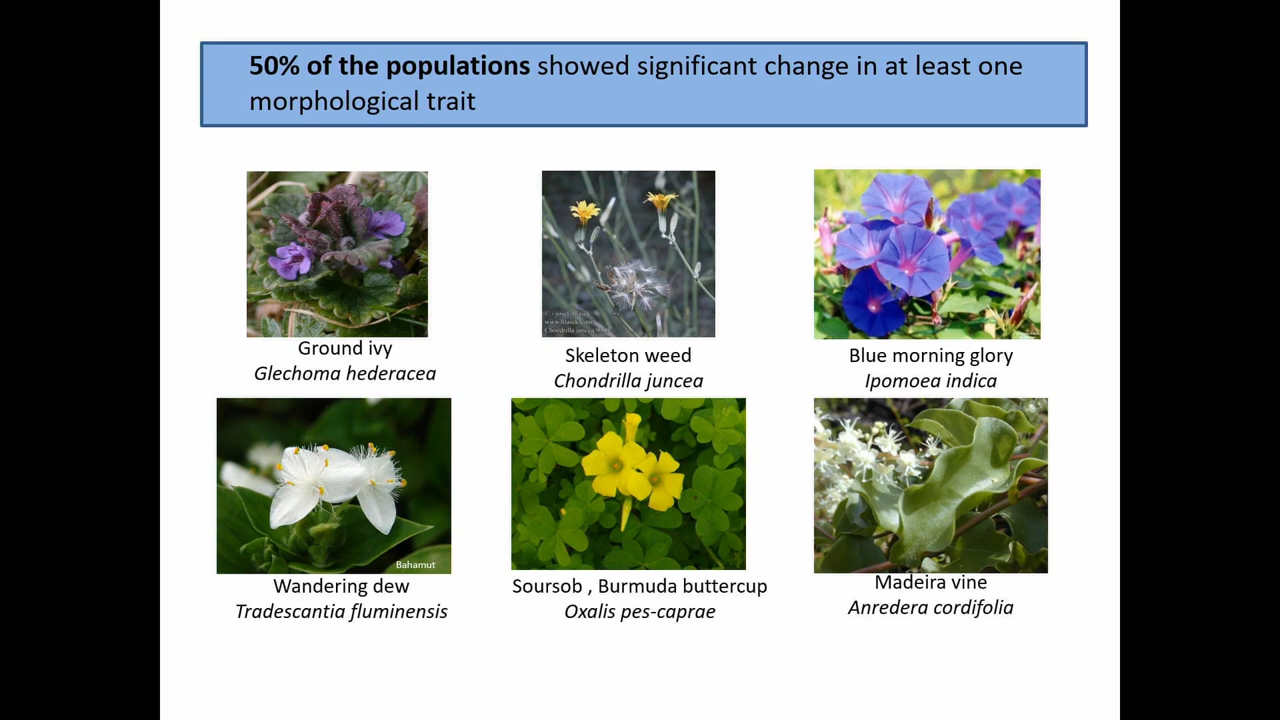 50% of the populations showed significant change in at least one
morphological trait
Ground ivy
Glechoma hederacea
Skeleton weed
Chondrilla juncea
Blue morning glory
Ipomoea indica
Bahamut
Wandering dew
Tradescantia fluminensis
Soursob , Burmuda buttercup
Oxalis pes-caprae
Madeira vine
Anredera cordifolia